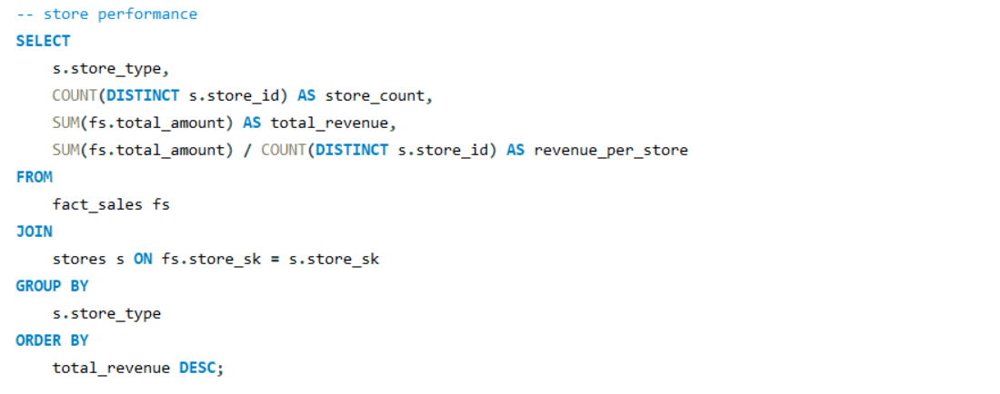 -- store performance
SELECT
    s.store_type,
    COUNT(DISTINCT s.store_id) AS store_count,
    SUM(fs.total_amount) AS total_revenue,
    SUM(fs.total_amount) / COUNT(DISTINCT s.store_id) AS revenue_per_store
FROM
    fact_sales fs
JOIN
    stores s ON fs.store_sk = s.store_sk
GROUP BY
    s.store_type
ORDER BY
    total_revenue DESC;